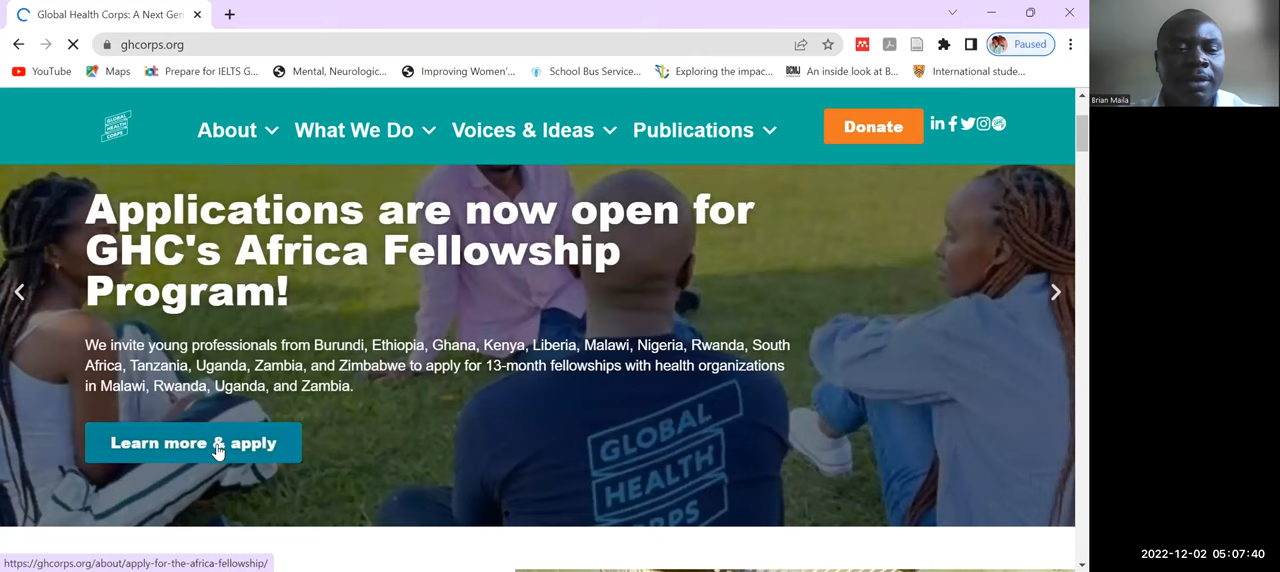 Global Health Corps: A Next Gen
ghcorps.org
Paused
YouTube
Maps
Prepare for IELTS G...
Mental, Neurologic...
Improving Women'...
School Bus Service...
Exploring the impac...
BCMJ
An inside look at B...
International stude...
Brian Maila
GLOBAL
HEALTH
CORPS
About
What We Do
Voices & Ideas
Publications
Donate
Applications are now open for
GHC's Africa Fellowship
Program!
We invite young professionals from Burundi, Ethiopia, Ghana, Kenya, Liberia, Malawi, Nigeria, Rwanda, South
Africa, Tanzania, Uganda, Zambia, and Zimbabwe to apply for 13-month fellowships with health organizations
in Malawi, Rwanda, Uganda, and Zambia.
Learn more & apply
GLOBAL
HEALTH
CORPS
https://ghcorps.org/about/apply-for-the-africa-fellowship/
2022-12-02 05:07:40